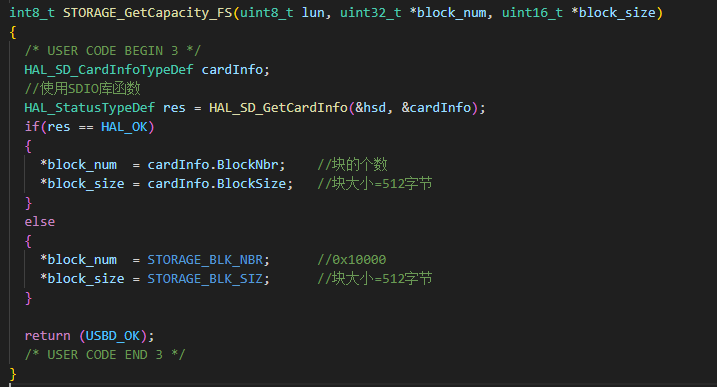 int8_t STORAGE_GetCapacity_FS(uint8_t lun, uint32_t *block_num, uint16_t *block_size)
{
/* USER CODE BEGIN 3 */
HAL_SD_CardInfoTypeDef cardInfo;
//使用SDIO库函数
HAL_StatusTypeDef res = HAL_SD_GetCardInfo(&hsd, &cardInfo);
if(res == HAL_OK)
{
*block_num  = cardInfo.BlockNbr;    //块的个数
*block_size = cardInfo.BlockSize;   //块大小=512字节
}
else
{
*block_num  = STORAGE_BLK_NBR;      //0x10000
*block_size = STORAGE_BLK_SIZ;      //块大小=512字节
}
return (USBD_OK);
/* USER CODE END 3 */
}